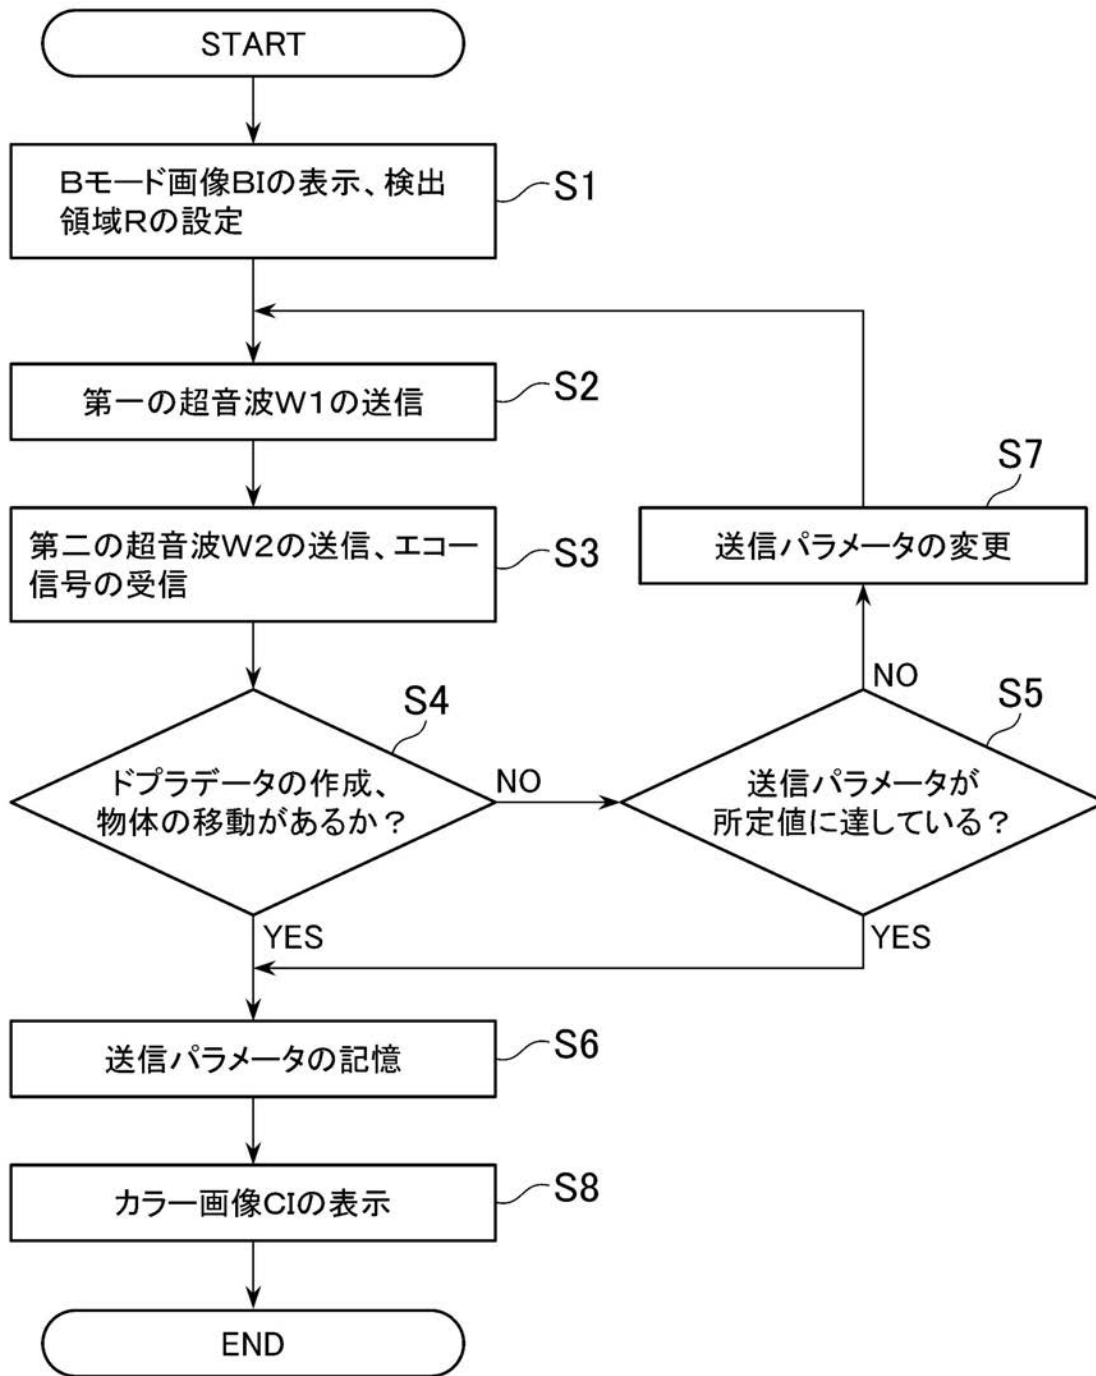 START
Bモード画像BIの表示、検出
領域Rの設定
S1
第一の超音波W1の送信
S2
第二の超音波W2の送信、エコー
信号の受信
S3
送信パラメータの変更
S7
ドプラデータの作成、
物体の移動があるか?
S4
NO
YES
送信パラメータが
所定値に達している?
S5
NO
YES
送信パラメータの記憶
S6
カラー画像CIの表示
S8
END